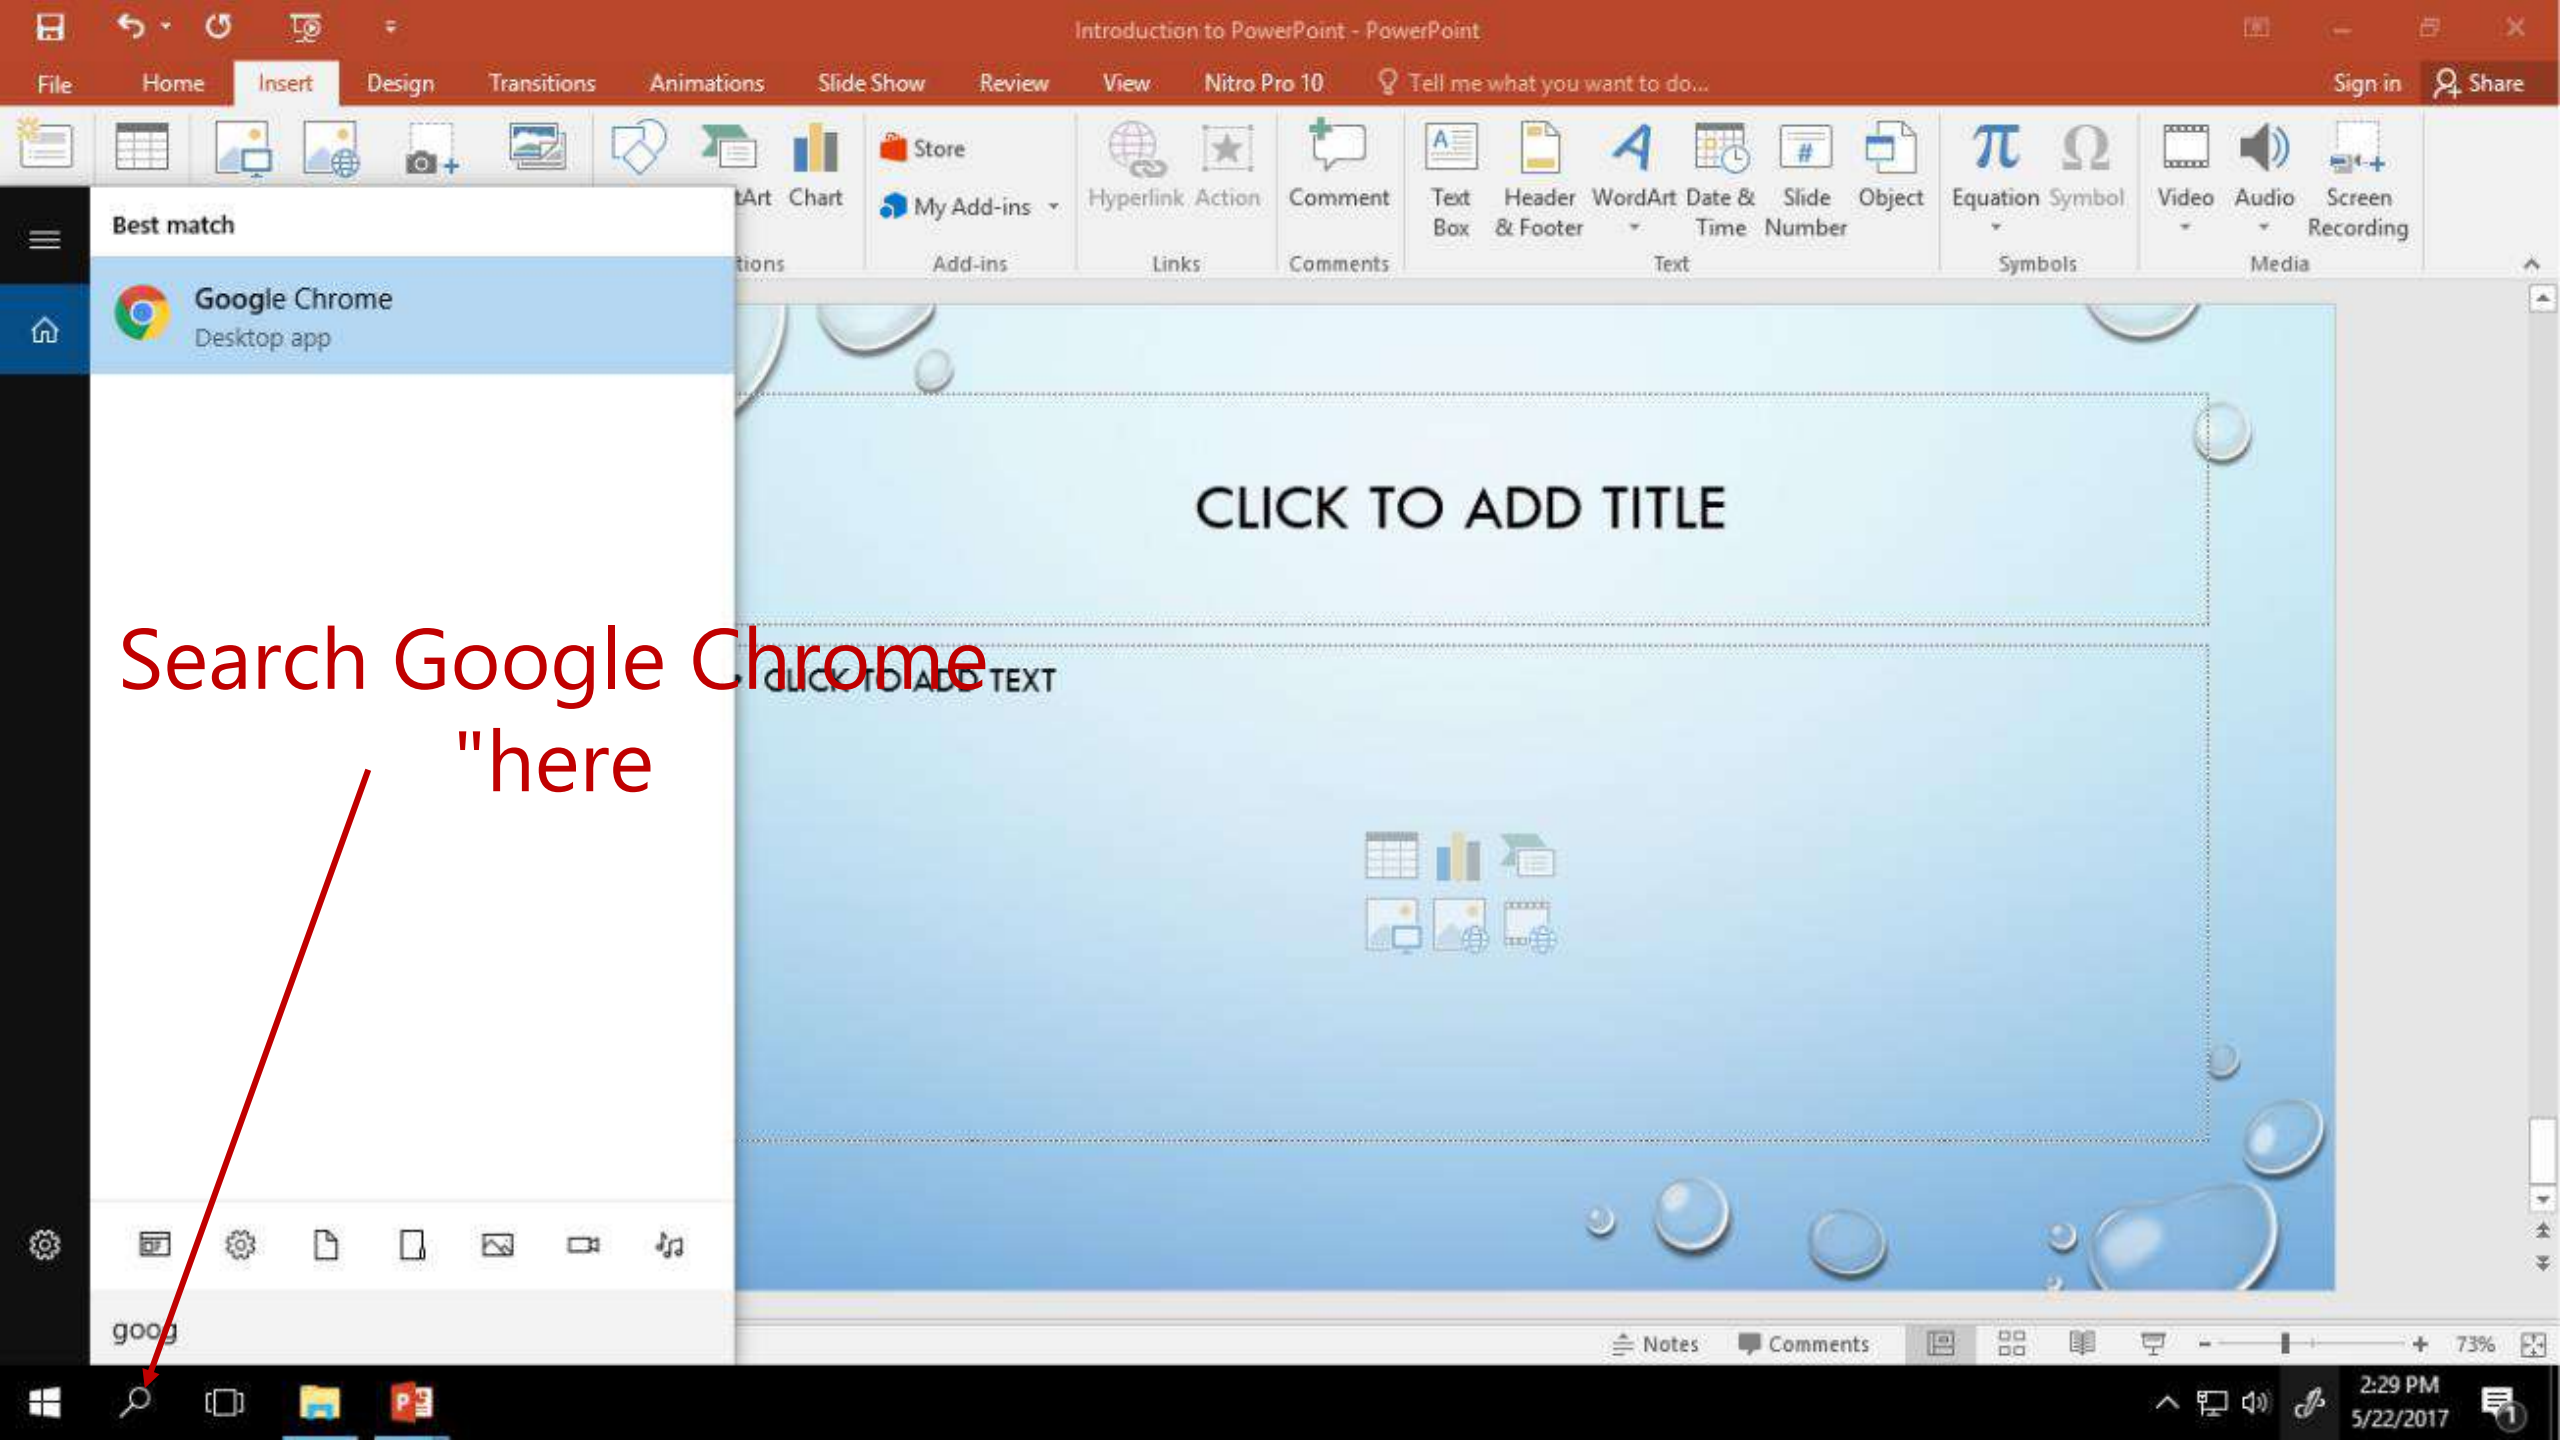 Introduction to PowerPoint - PowerPoint
File Home Insert Design Transitions Animations Slide Show Review View Nitro Pro 10 Tell me what you want to do... Sign in Share
tArt Chart
Store
My Add-ins
Hyperlink Action Comment
Text Box
Header & Footer
WordArt
Date & Time
Slide Number
Object
Equation Symbol
Video Audio
Screen Recording
tions Add-ins Links Comments Text Symbols Media
Best match
Google Chrome
Desktop app
CLICK TO ADD TITLE
CLICK TO ADD TEXT
Search Google Chrome
"here
goog
Notes Comments 73%
2:29 PM
5/22/2017
1